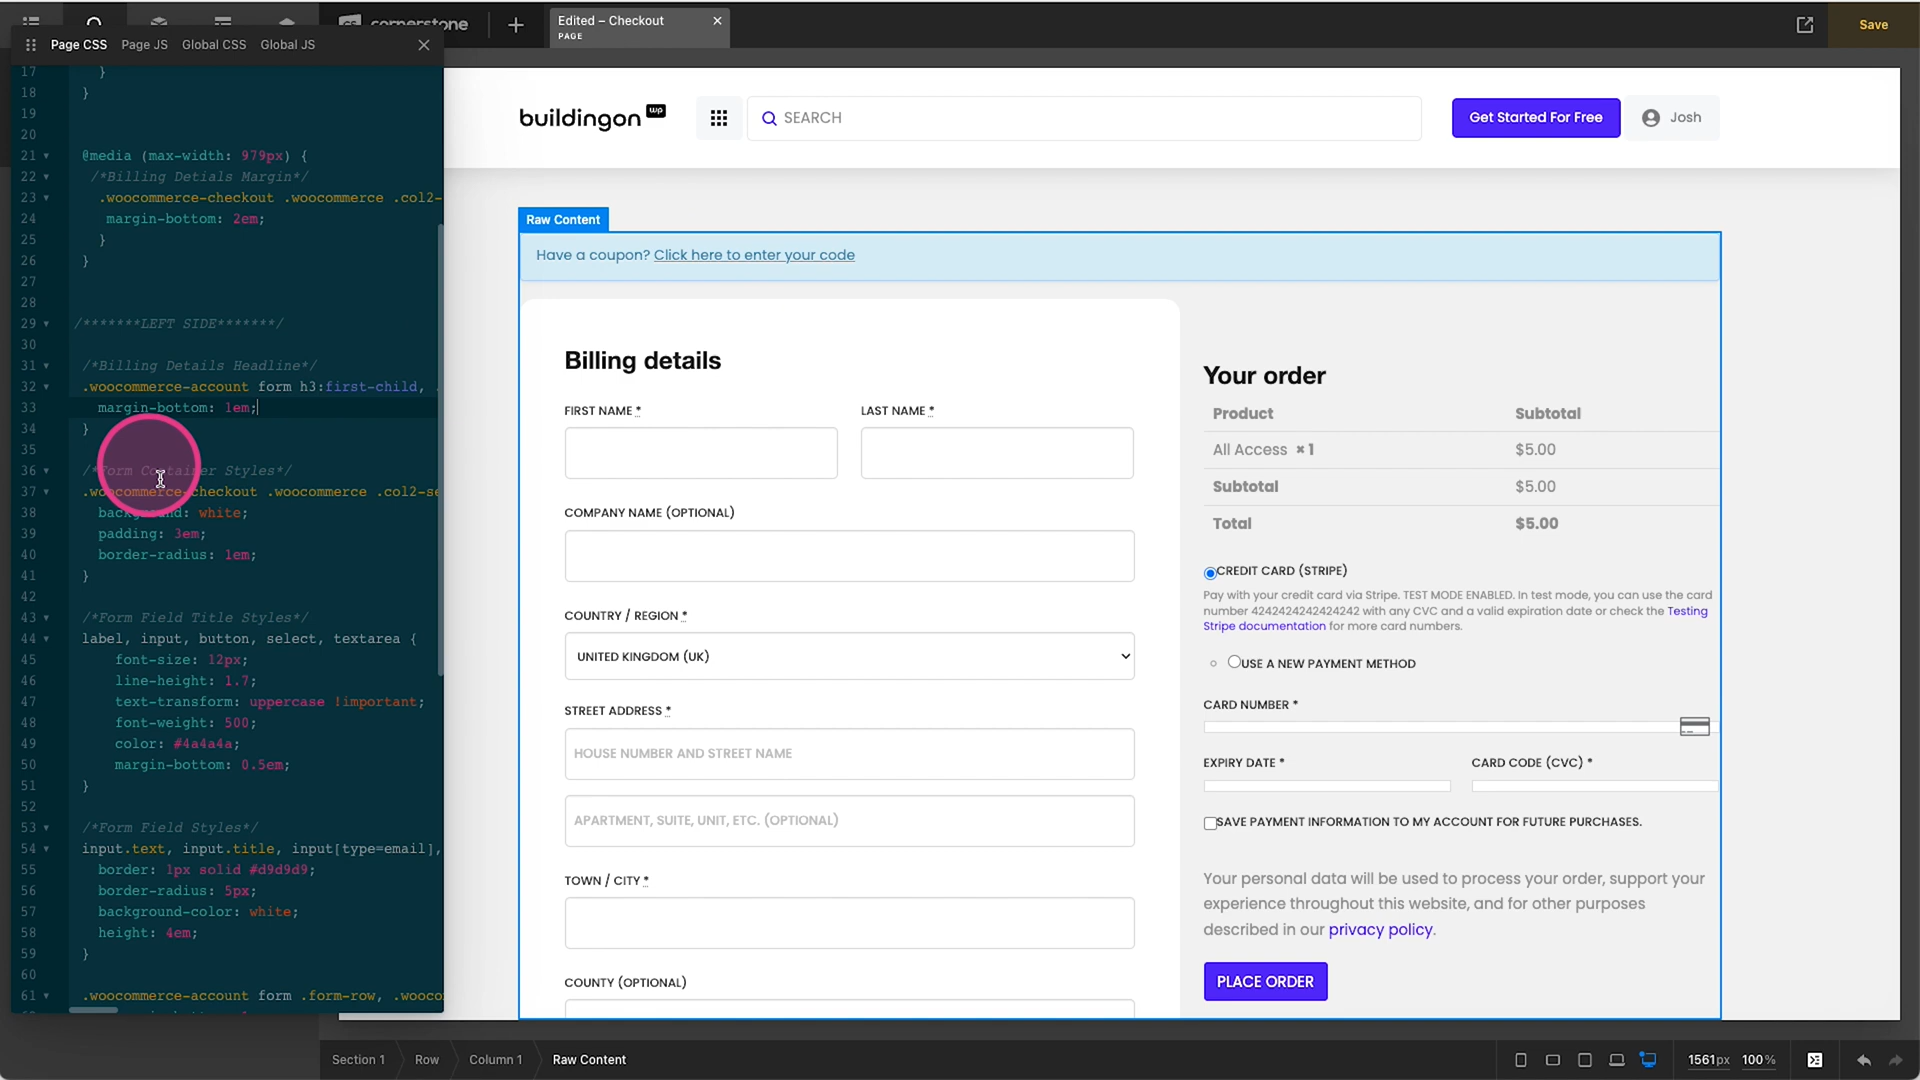 cornerstone
Edited – Checkout
PAGE
Save
Page CSS
Page JS
Global CSS
Global JS
17 }
18 }
19
20
21 @media (max-width: 979px) {
22 /*Billing Detials Margin*/
23 .woocommerce-checkout .woocommerce .col2-
24 margin-bottom: 2em;
25 }
26 }
27
28
29 /*******LEFT SIDE*******/
30
31 /*Billing Details Headline*/
32 .woocommerce-account form h3:first-child, .
33 margin-bottom: 1em;
34 }
35
36 /*Form Container Styles*/
37 .woocommerce-checkout .woocommerce .col2-se
38 background: white;
39 padding: 3em;
40 border-radius: 1em;
41 }
42
43 /*Form Field Title Styles*/
44 label, input, button, select, textarea {
45 font-size: 12px;
46 line-height: 1.7;
47 text-transform: uppercase !important;
48 font-weight: 500;
49 color: #4a4a4a;
50 margin-bottom: 0.5em;
51 }
52
53 /*Form Field Styles*/
54 input.text, input.title, input[type=email],
55 border: 1px solid #d9d9d9;
56 border-radius: 5px;
57 background-color: white;
58 height: 4em;
59 }
60
61 .woocommerce-account form .form-row, .wooco
buildingon wp
SEARCH
Get Started For Free
Josh
Raw Content
Have a coupon? Click here to enter your code
Billing details
FIRST NAME *
LAST NAME *
COMPANY NAME (OPTIONAL)
COUNTRY / REGION *
UNITED KINGDOM (UK)
STREET ADDRESS *
HOUSE NUMBER AND STREET NAME
APARTMENT, SUITE, UNIT, ETC. (OPTIONAL)
TOWN / CITY *
COUNTY (OPTIONAL)
Your order
Product Subtotal
All Access × 1 $5.00
Subtotal $5.00
Total $5.00
CREDIT CARD (STRIPE)
Pay with your credit card via Stripe. TEST MODE ENABLED. In test mode, you can use the card
number 4242424242424242 with any CVC and a valid expiration date or check the Testing
Stripe documentation for more card numbers.
USE A NEW PAYMENT METHOD
CARD NUMBER *
EXPIRY DATE *
CARD CODE (CVC) *
SAVE PAYMENT INFORMATION TO MY ACCOUNT FOR FUTURE PURCHASES.
Your personal data will be used to process your order, support your
experience throughout this website, and for other purposes
described in our privacy policy.
PLACE ORDER
Section 1
Row
Column 1
Raw Content
1561px
100%